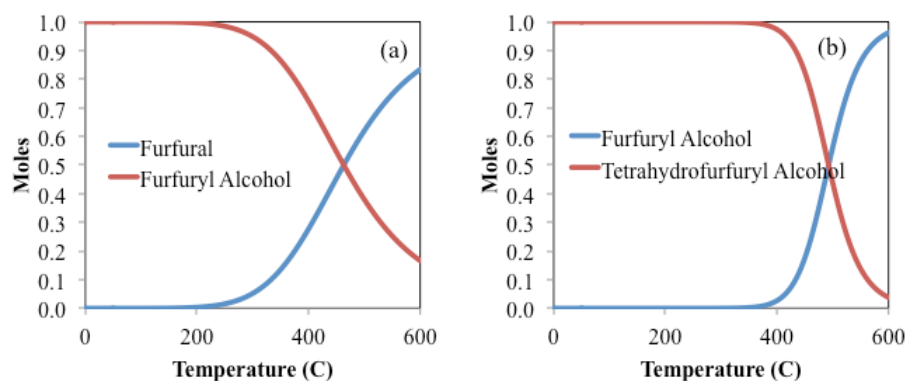 1.0
0.9
0.8
0.7
0.6
0.5
0.4
0.3
0.2
0.1
0.0
Moles
(a)
Furfural
Furfuryl Alcohol
0 200 400 600
Temperature (C)
1.0
0.9
0.8
0.7
0.6
0.5
0.4
0.3
0.2
0.1
0.0
Moles
(b)
Furfuryl Alcohol
Tetrahydrofurfuryl Alcohol
0 200 400 600
Temperature (C)